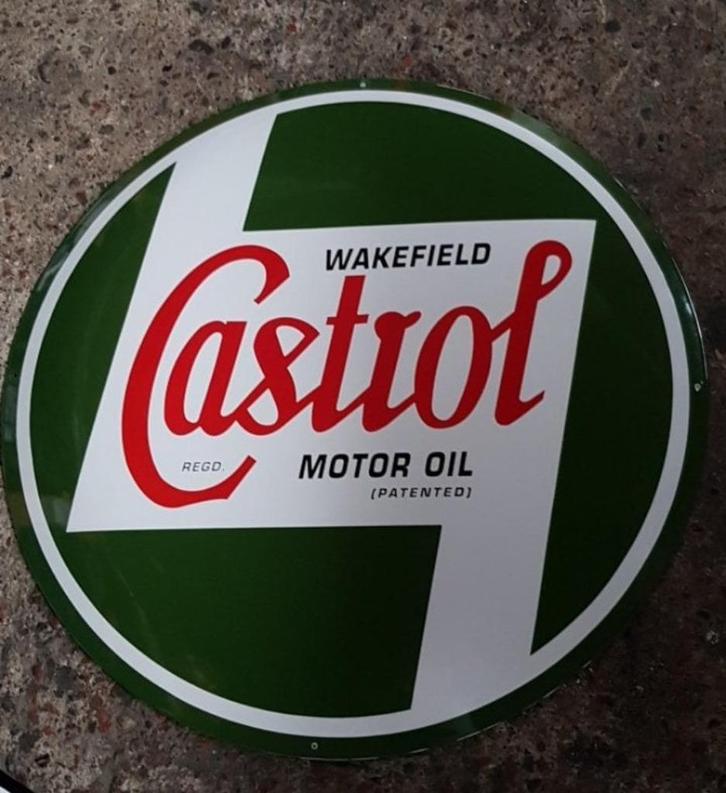 WAKEFIELD
Castrol
REGD.
MOTOR OIL
(PATENTED)